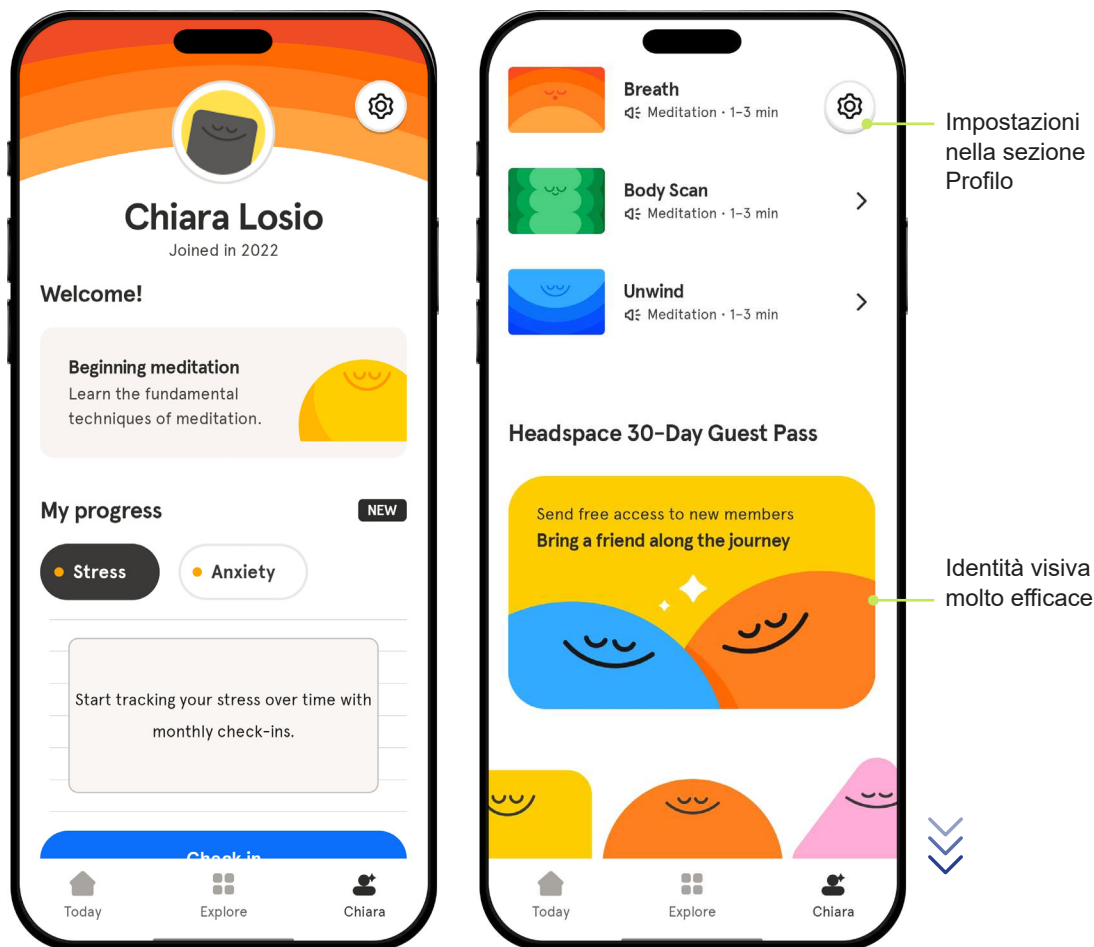 Chiara Losio
Joined in 2022
Welcome!
Beginning meditation
Learn the fundamental
techniques of meditation.
My progress
NEW
Stress
Anxiety
Start tracking your stress over time with
monthly check-ins.
Check in
Today
Explore
Chiara
Breath
Meditation · 1–3 min
Body Scan
Meditation · 1–3 min
Unwind
Meditation · 1–3 min
Headspace 30-Day Guest Pass
Send free access to new members
Bring a friend along the journey
Today
Explore
Chiara
Impostazioni
nella sezione
Profilo
Identità visiva
molto efficace